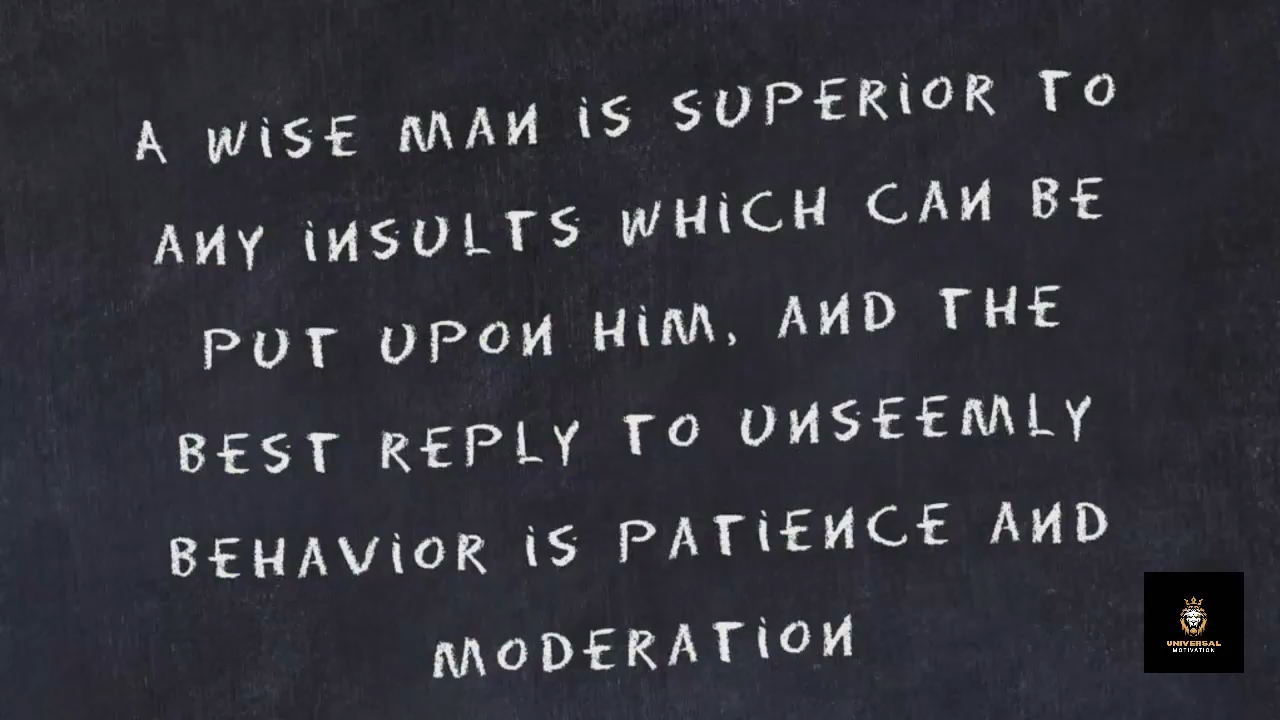 A WISE MAN IS SUPERIOR TO
ANY INSULTS WHICH CAN BE
PUT UPON HIM, AND THE
BEST REPLY TO UNSEEMLY
BEHAVIOR IS PATIENCE AND
MODERATION
UNIVERSAL
MOTIVATION